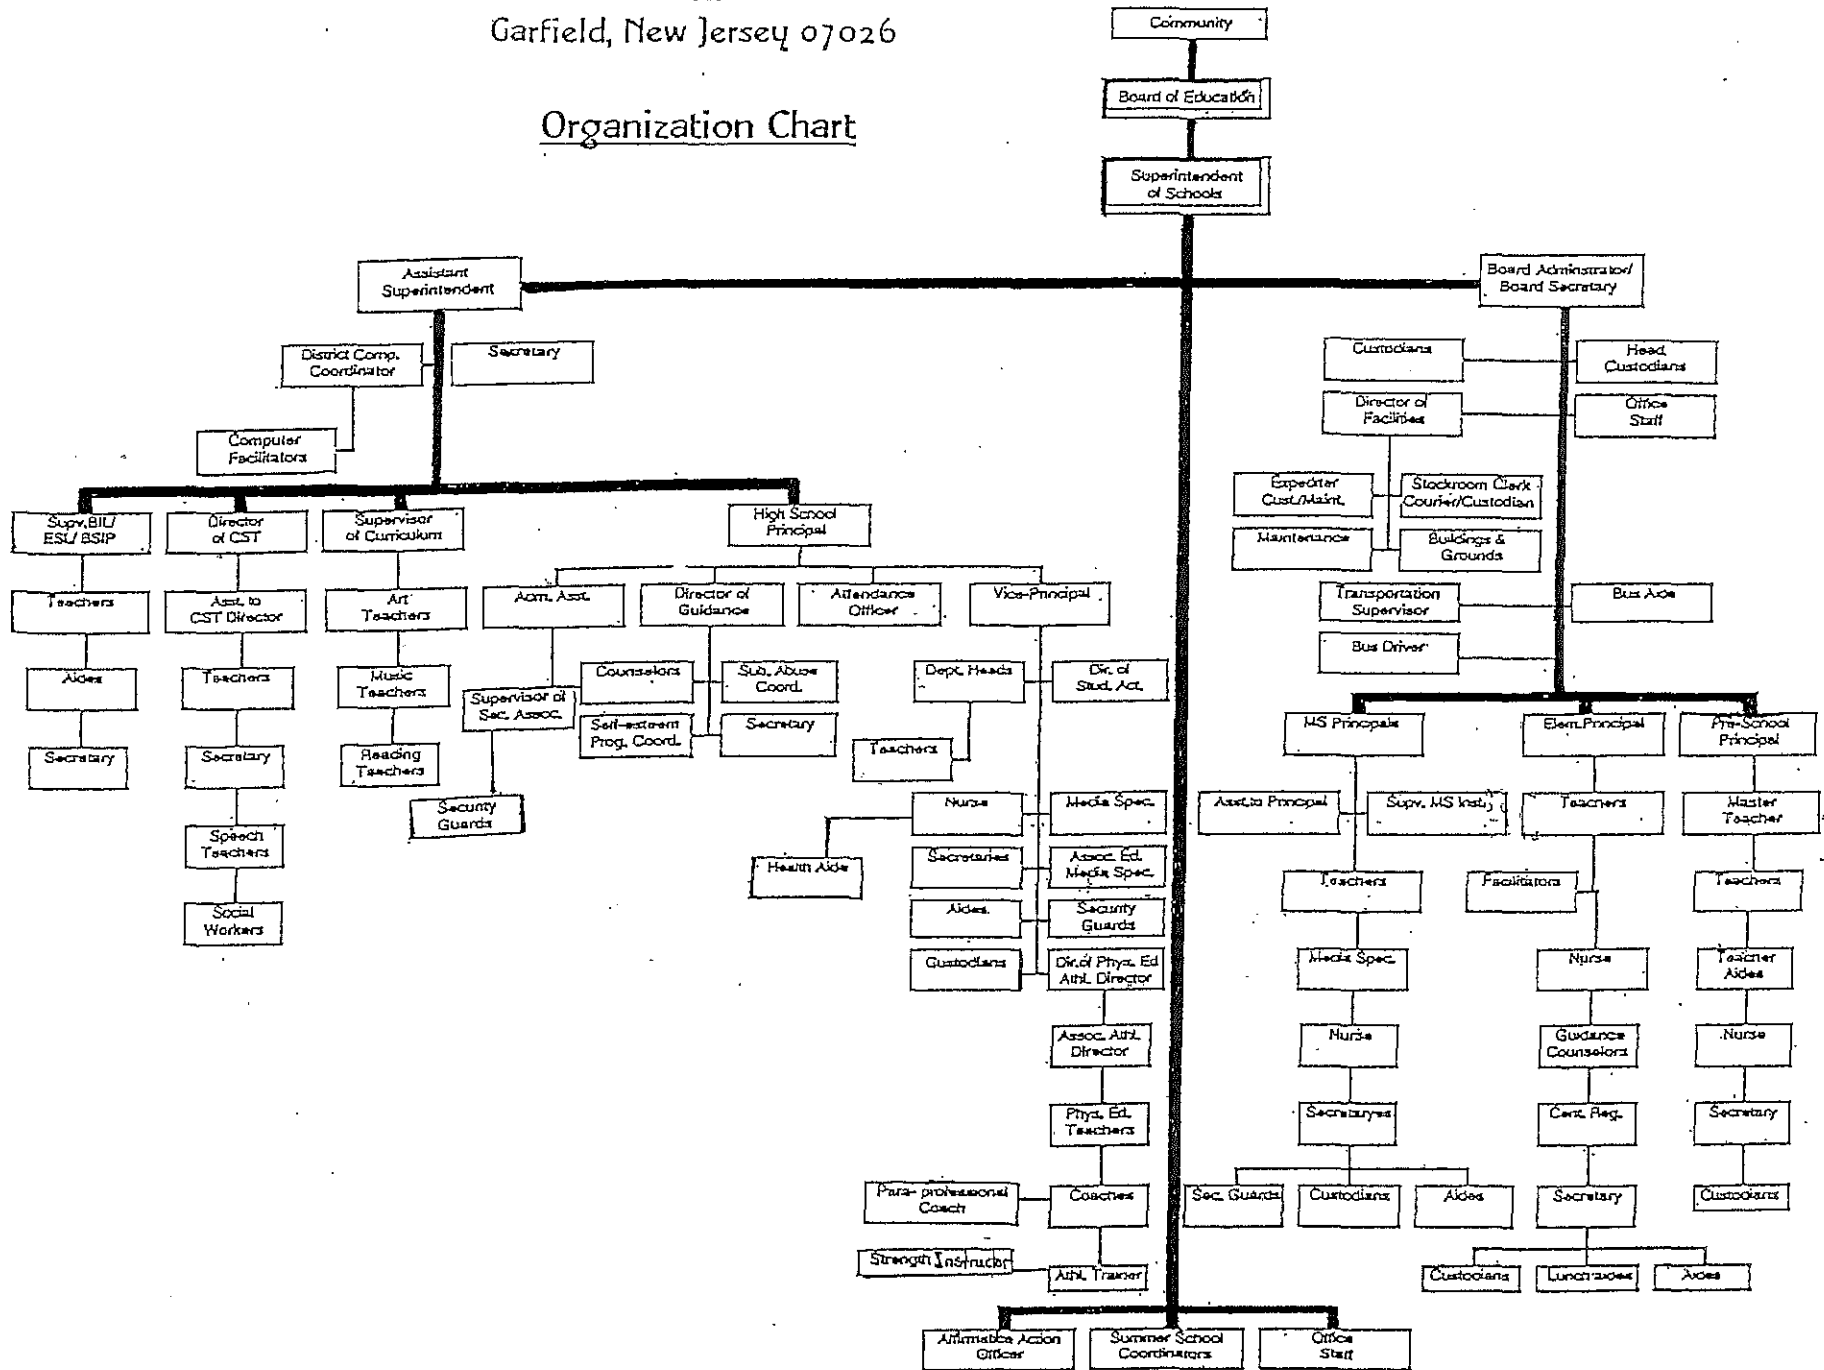 Garfield, New Jersey 07026
Organization Chart
Community
Board of Education
Superintendent
of Schools
Assistant
Superintendent
Board Adminstrator/
Board Secretary
District Comp.
Coordinator
Secretary
Computer
Facilitators
Custodians
Head
Custodians
Director of
Facilities
Office
Staff
Expediter
Cust./Maint.
Stockroom Clerk
Courier/Custodian
Maintenance
Buildings &
Grounds
Transportation
Supervisor
Bus Aide
Bus Driver
Supv.BIL/
ESL/ BSIP
Director
of CST
Supervisor
of Curriculum
High School
Principal
Teachers
Asst. to
CST Director
Art
Teachers
Adm. Asst.
Director of
Guidance
Attendance
Officer
Vice-Principal
Aides
Teachers
Music
Teachers
Supervisor of
Sec. Assoc.
Counselors
Sub. Abuse
Coord.
Self-esteem
Prog. Coord.
Secretary
Dept. Heads
Dir. of
Stud. Act.
Teachers
Secretary
Secretary
Reading
Teachers
Security
Guards
Speech
Teachers
Social
Workers
Nurse
Media Spec.
Health Aide
Secretaries
Assoc. Ed.
Media Spec.
Aides
Security
Guards
Custodians
Dir.of Phys. Ed
Athl. Director
Assoc. Athl.
Director
Phys. Ed.
Teachers
Para- professional
Coach
Coaches
Strength Instructor
Athl. Trainer
MS Principals
Elem.Principal
Pre-School
Principal
Asst.to Principal
Supv. MS Inst.
Teachers
Master
Teacher
Teachers
Facilitators
Teachers
Media Spec.
Nurse
Teacher
Aides
Nurse
Guidance
Counselors
Nurse
Secretaryes
Cent. Reg.
Secretary
Sec. Guards
Custodians
Aides
Secretary
Custodians
Custodians
Lunch aides
Aides
Affirmative Action
Officer
Summer School
Coordinators
Office
Staff